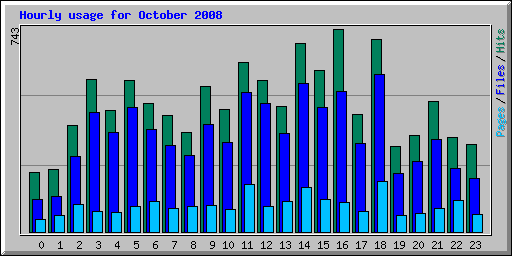 Hourly usage for October 2008
743
Pages/Files/Hits
0 1 2 3 4 5 6 7 8 9 10 11 12 13 14 15 16 17 18 19 20 21 22 23